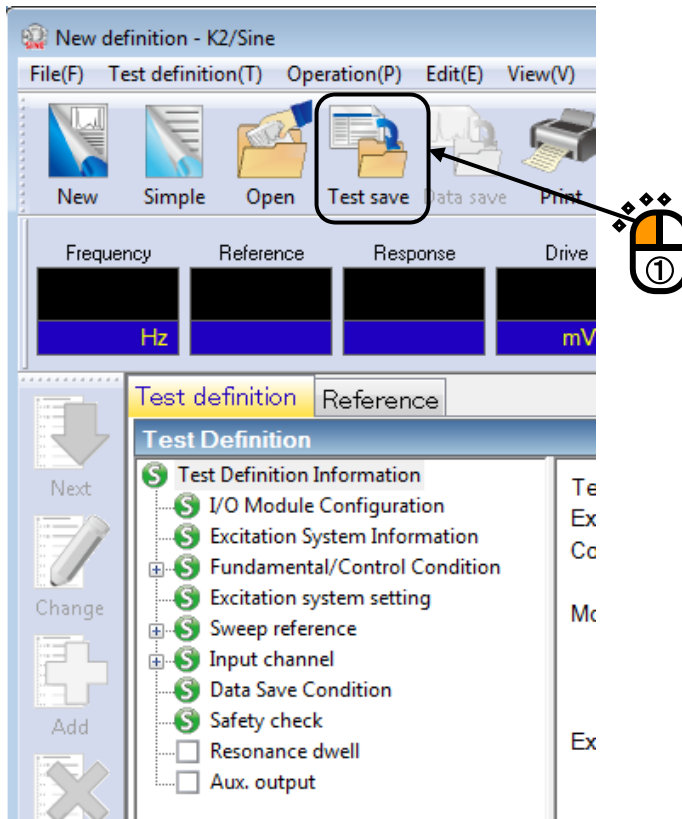 New definition - K2/Sine
File(F) Test definition(T) Operation(P) Edit(E) View(V)
New Simple Open Test save Data save Print
Frequency Reference Response Drive
Hz mV
①
Test definition Reference
Test Definition
Test Definition Information
I/O Module Configuration
Excitation System Information
Fundamental/Control Condition
Excitation system setting
Sweep reference
Input channel
Data Save Condition
Safety check
Resonance dwell
Aux. output
Next
Change
Add